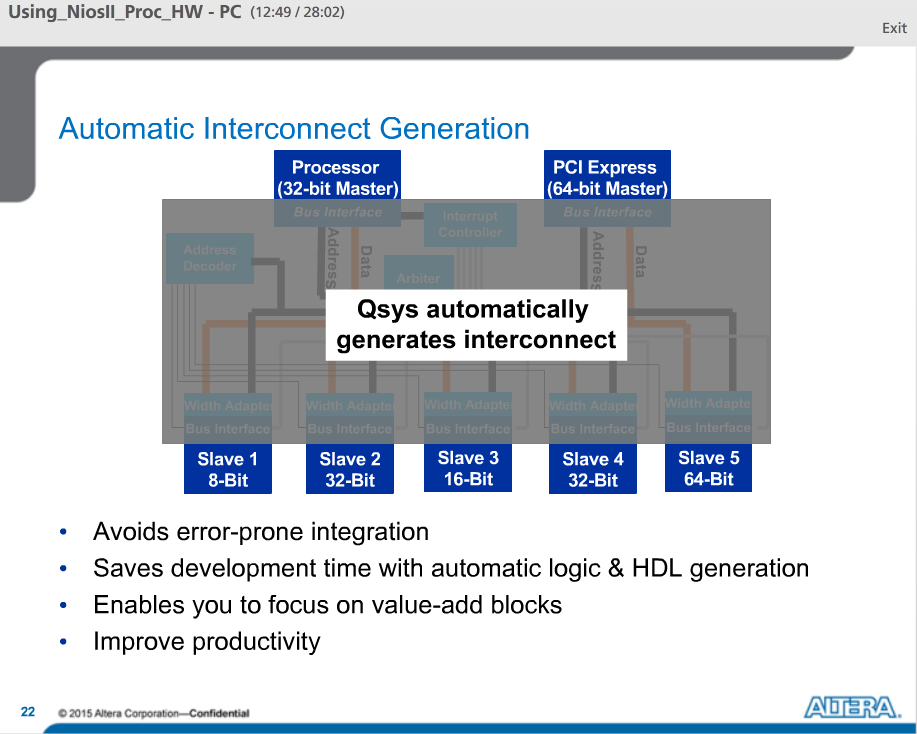 Using_NiosII_Proc_HW - PC (12:49 / 28:02)
Exit
Automatic Interconnect Generation
Processor
(32-bit Master)
PCI Express
(64-bit Master)
Bus Interface
Bus Interface
Interrupt
Controller
Address
Decoder
Address
Data
Arbiter
Address
Data
Qsys automatically
generates interconnect
Width Adapte
Width Adapte
Width Adapte
Width Adapte
Width Adapte
Bus Interface
Bus Interface
Bus Interface
Bus Interface
Bus Interface
Slave 1
8-Bit
Slave 2
32-Bit
Slave 3
16-Bit
Slave 4
32-Bit
Slave 5
64-Bit
• Avoids error-prone integration
• Saves development time with automatic logic & HDL generation
• Enables you to focus on value-add blocks
• Improve productivity
22
© 2015 Altera Corporation—Confidential
ALTERA.